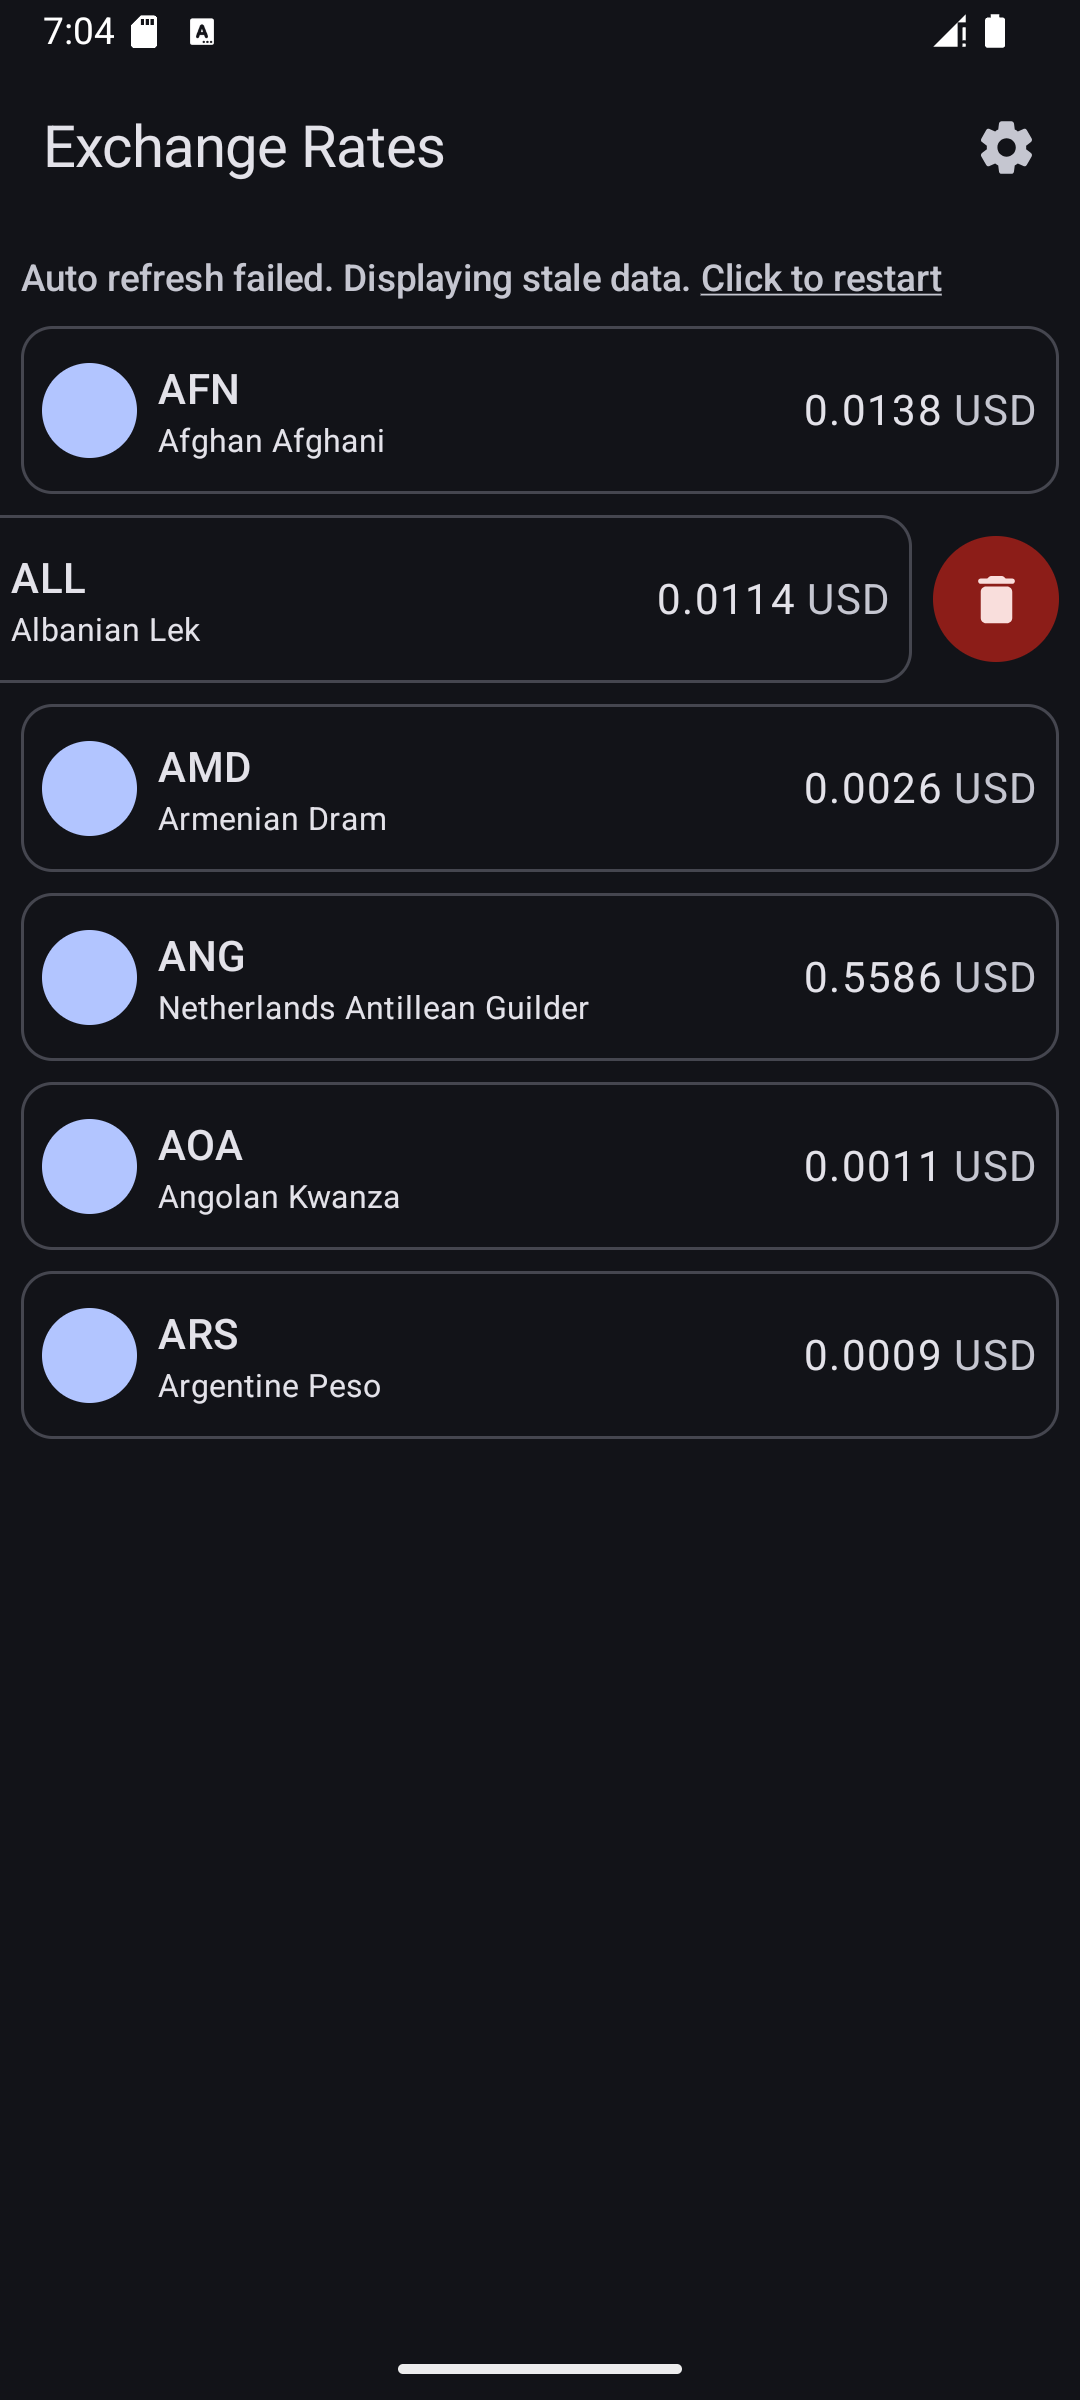 7:04
Exchange Rates
Auto refresh failed. Displaying stale data. Click to restart
AFN
Afghan Afghani
0.0138 USD
ALL
Albanian Lek
0.0114 USD
AMD
Armenian Dram
0.0026 USD
ANG
Netherlands Antillean Guilder
0.5586 USD
AOA
Angolan Kwanza
0.0011 USD
ARS
Argentine Peso
0.0009 USD